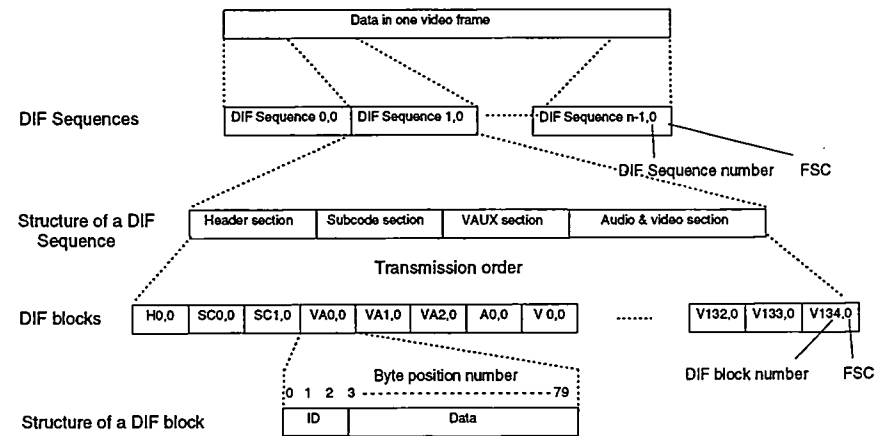 Data in one video frame
DIF Sequences
DIF Sequence 0,0 DIF Sequence 1,0 DIF Sequence n-1,0
DIF Sequence number FSC
Structure of a DIF Sequence
Header section Subcode section VAUX section Audio & video section
Transmission order
DIF blocks
H0,0 SC0,0 SC1,0 VA0,0 VA1,0 VA2,0 A0,0 V 0,0 V132,0 V133,0 V134,0
DIF block number FSC
Byte position number
0 1 2 3 79
Structure of a DIF block
ID Data